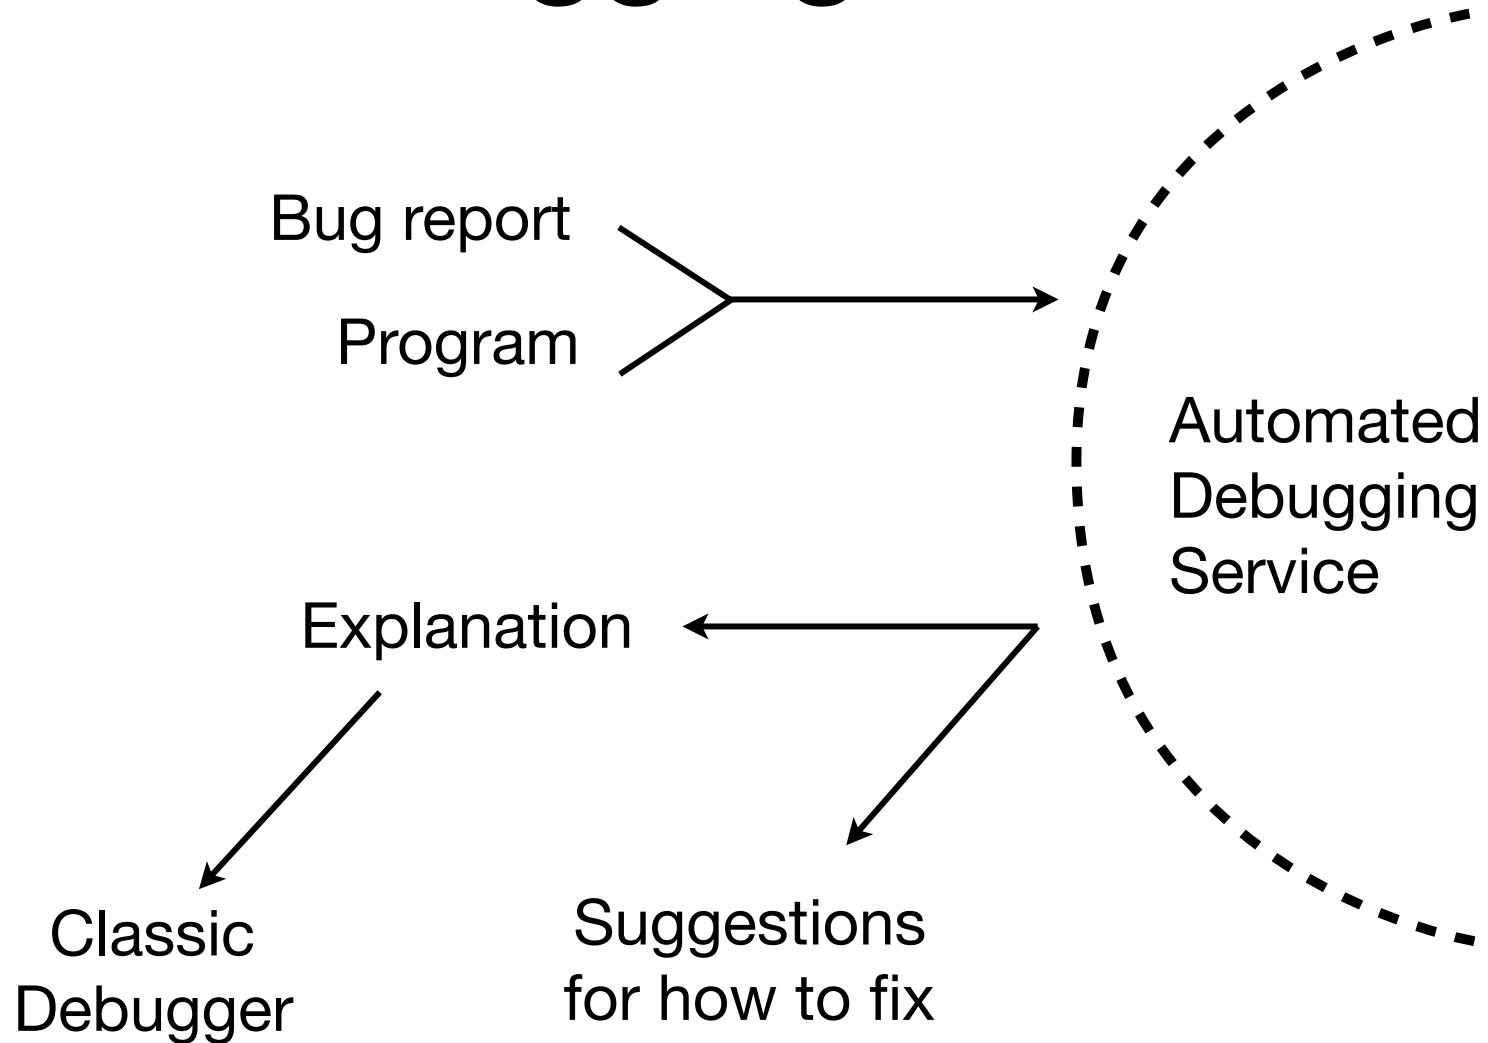 Bug report
Program
Automated
Debugging
Service
Explanation
Classic
Debugger
Suggestions
for how to fix